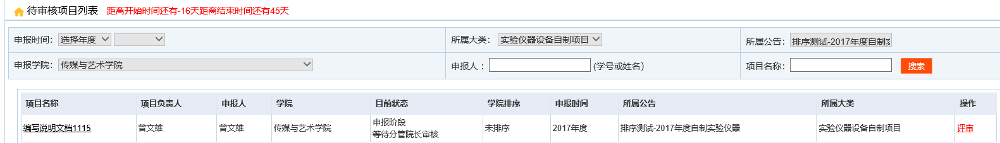 待审核项目列表 距离开始时间还有-16天距离结束时间还有45天
申报时间： 选择年度 所属大类： 实验仪器设备自制项目 所属公告： 排序测试-2017年度自制实
申报学院： 传媒与艺术学院 申报人 ： (学号或姓名) 项目名称： 搜索
项目名称 项目负责人 申报人 学院 目前状态 学院排序 申报时间 所属公告 所属大类 操作
编写说明文档1115 曾文雄 曾文雄 传媒与艺术学院 申报阶段 未排序 2017年度 排序测试-2017年度自制实验仪器 实验仪器设备自制项目 评审
等待分管院长审核